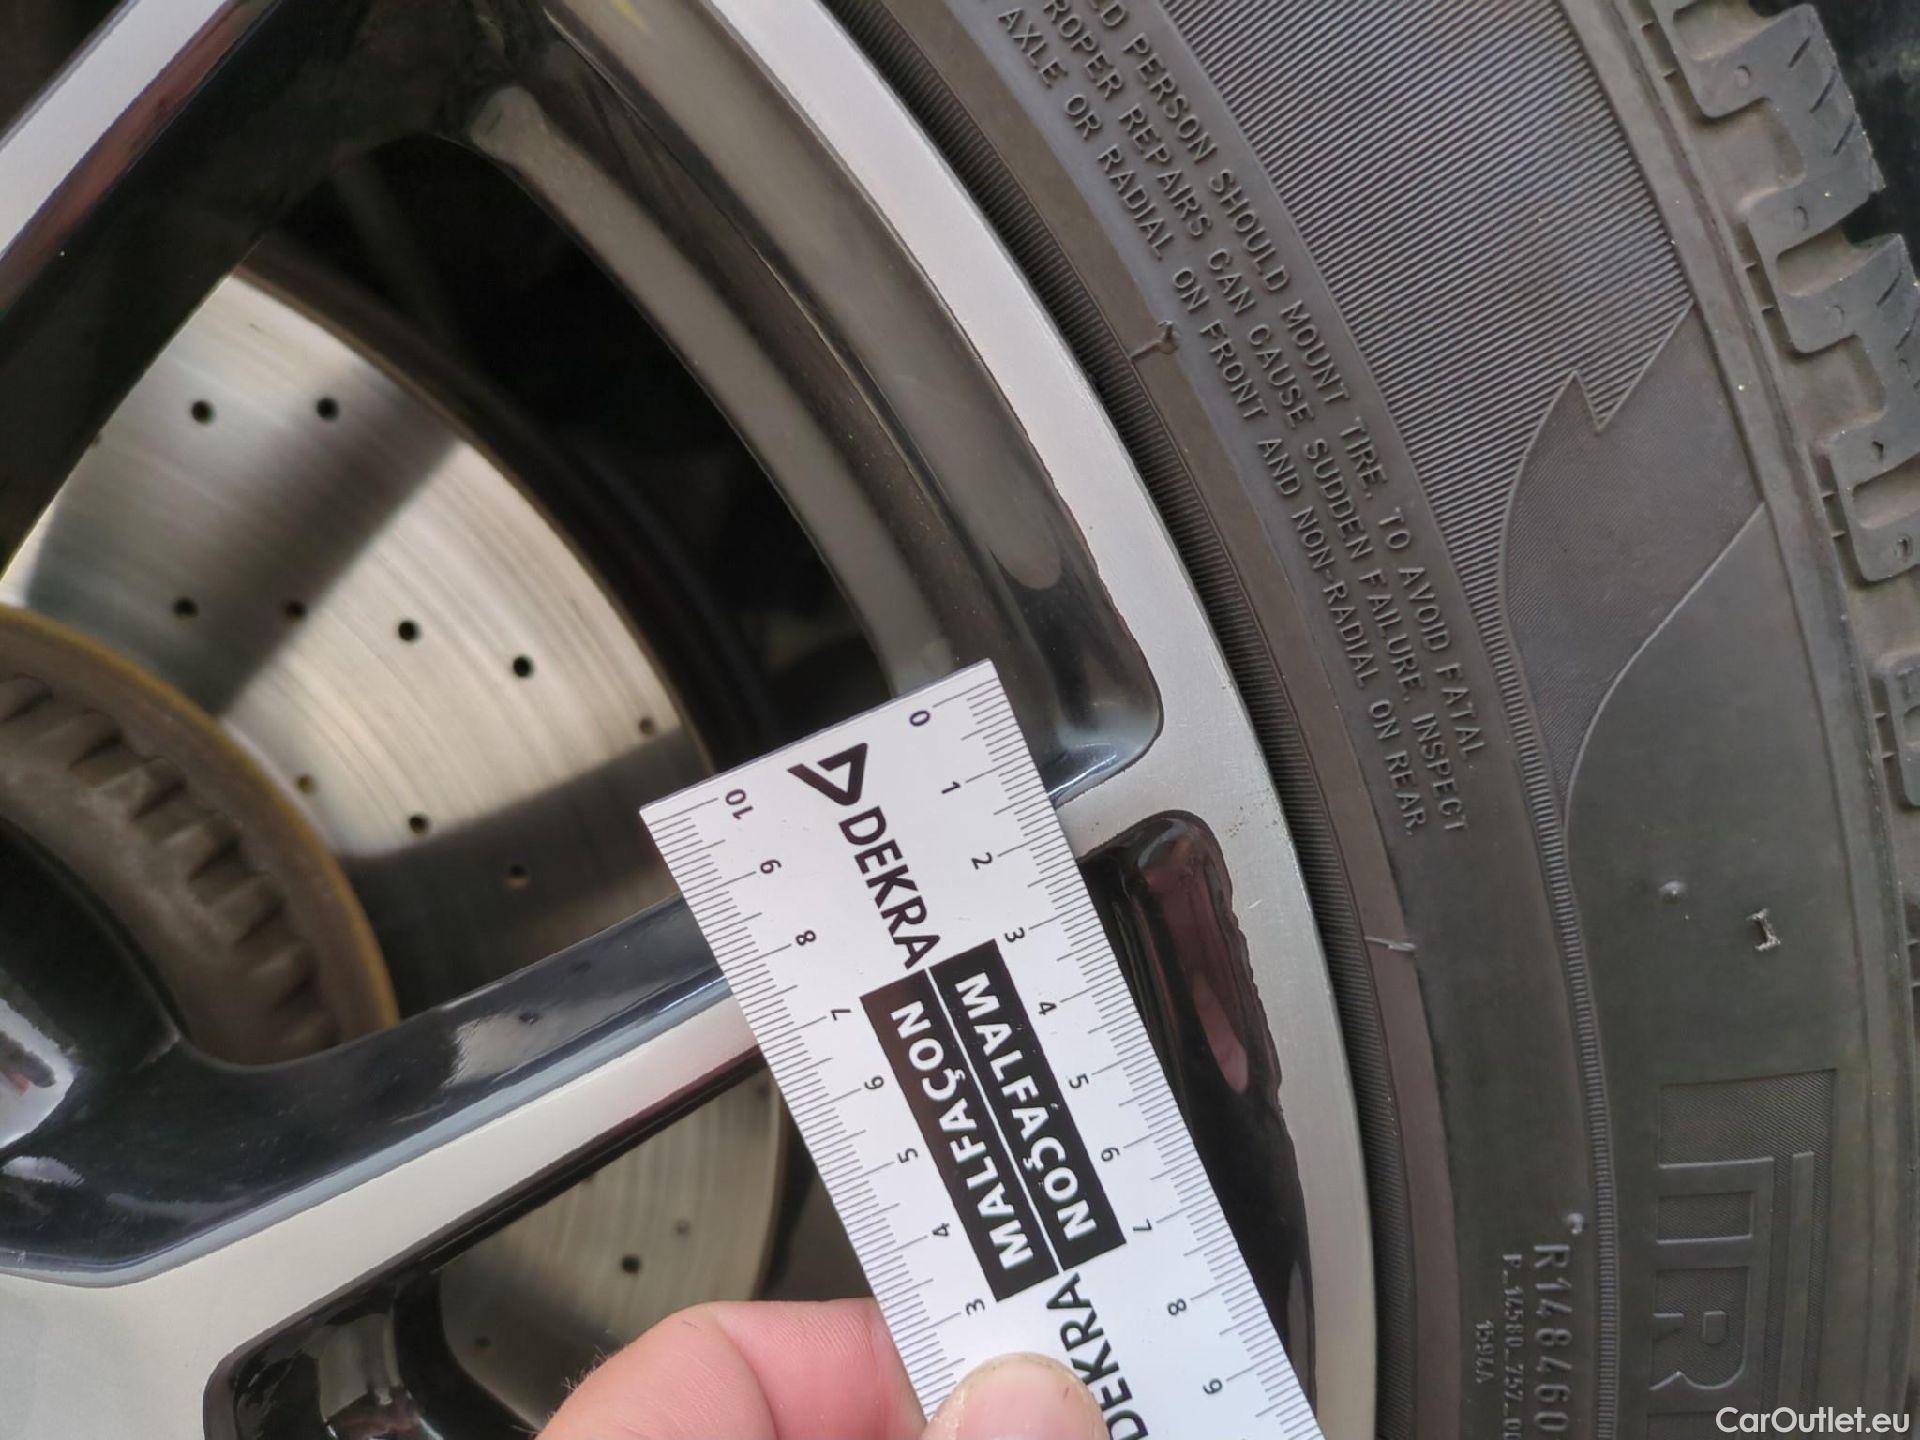 LD PERSON SHOULD MOUNT TIRE. TO AVOID FATAL
ROPER REPAIRS CAN CAUSE SUDDEN FAILURE. INSPECT
AXLE OR RADIAL ON FRONT AND NON-RADIAL ON REAR.
0 1 2 3 4 5 6 7 8 9
DEKRA MALFAÇON
MALFAÇON DEKRA
10 9 8 7 6 5 4 3
R148460
1594A
CarOutlet.eu